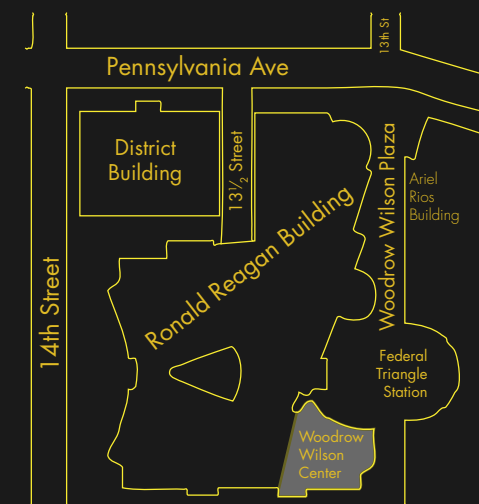 13th St
Pennsylvania Ave
District
Building
13½ Street
Woodrow Wilson Plaza
Ariel
Rios
Building
Ronald Reagan Building
14th Street
Federal
Triangle
Station
Woodrow
Wilson
Center